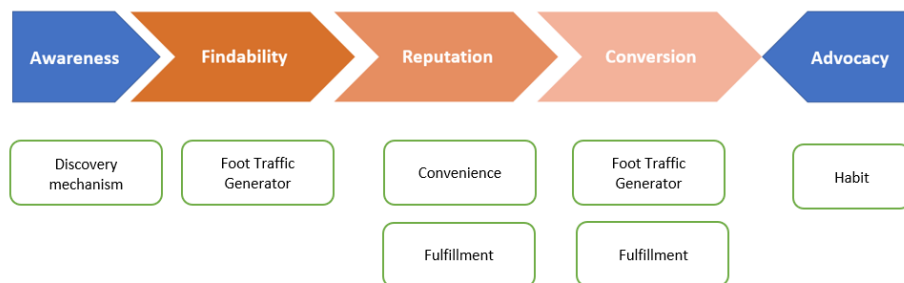 Awareness
Findability
Reputation
Conversion
Advocacy
Discovery
mechanism
Foot Traffic
Generator
Convenience
Foot Traffic
Generator
Habit
Fulfillment
Fulfillment